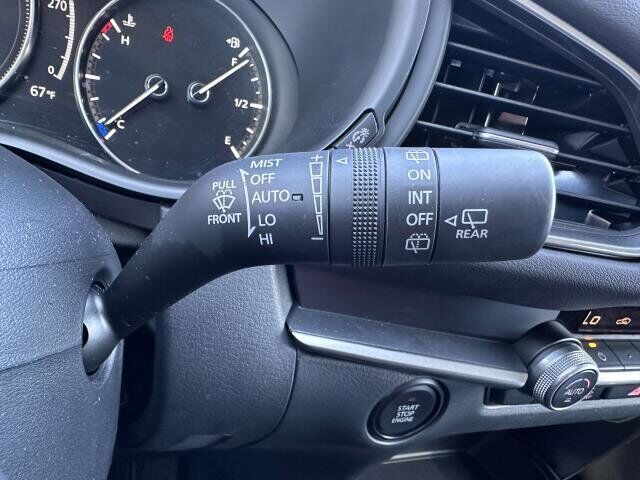 270
0
67°F
H
C
F
1/2
E
PULL
FRONT
MIST
OFF
AUTO
LO
HI
+
−
ON
INT
OFF
REAR
LO
AUTO
START
STOP
ENGINE